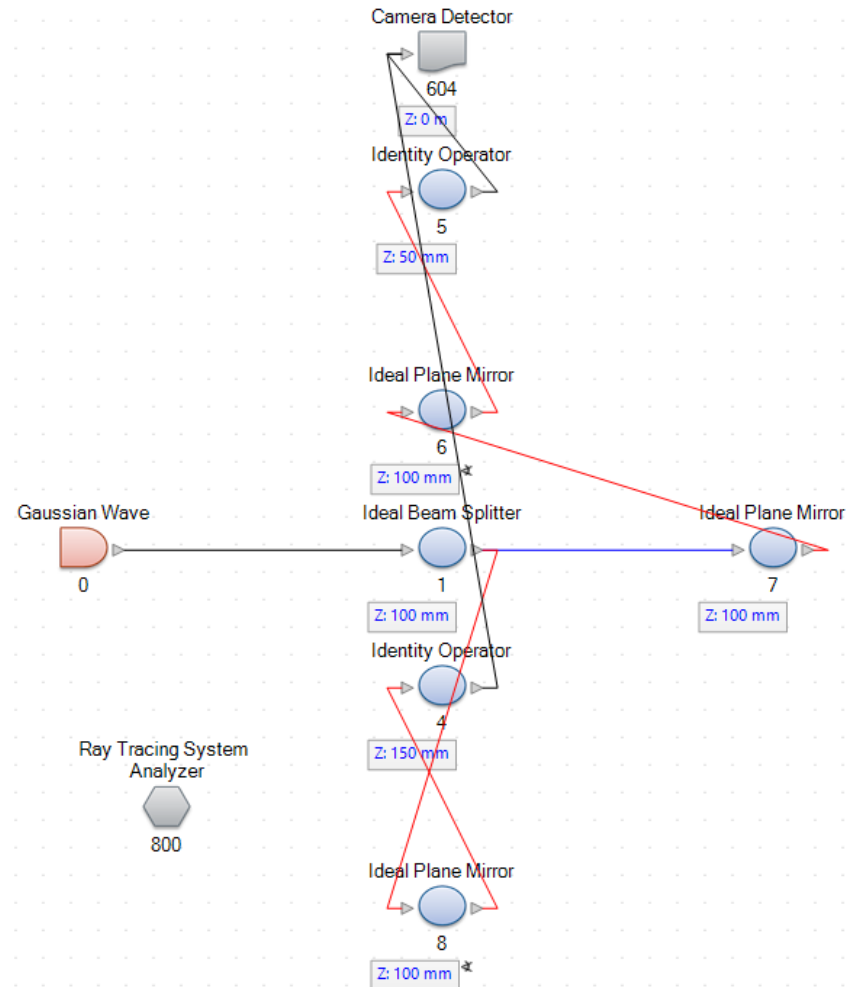 Camera Detector
604
Z: 0 m
Identity Operator
5
Z: 50 mm
Ideal Plane Mirror
6
Z: 100 mm
Gaussian Wave
0
Ideal Beam Splitter
1
Z: 100 mm
Ideal Plane Mirror
7
Z: 100 mm
Identity Operator
4
Z: 150 mm
Ray Tracing System
Analyzer
800
Ideal Plane Mirror
8
Z: 100 mm